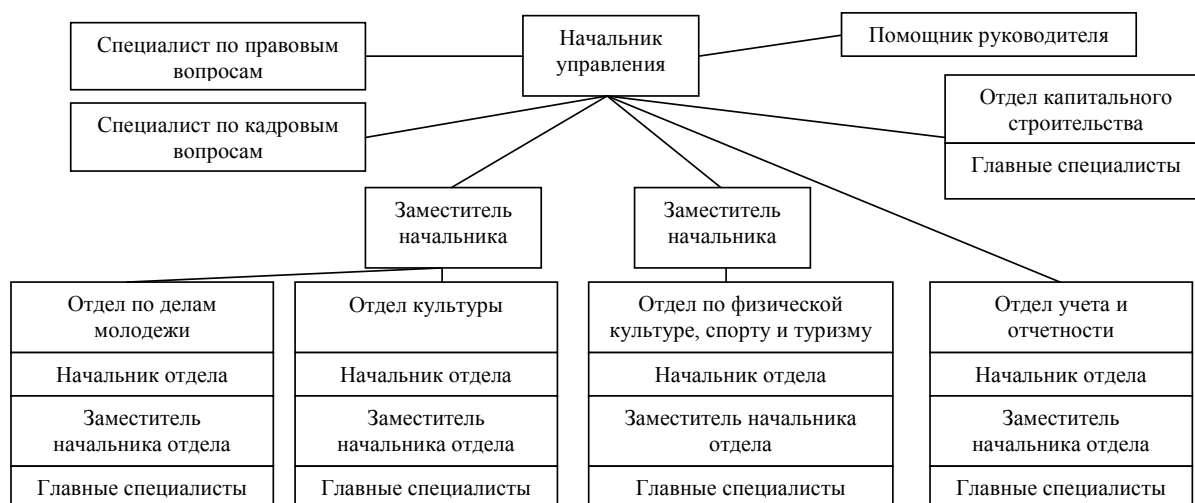 Специалист по правовым
вопросам
Начальник
управления
Помощник руководителя
Специалист по кадровым
вопросам
Отдел капитального
строительства
Главные специалисты
Заместитель
начальника
Заместитель
начальника
Отдел по делам
молодежи
Начальник отдела
Заместитель
начальника отдела
Главные специалисты
Отдел культуры
Начальник отдела
Заместитель
начальника отдела
Главные специалисты
Отдел по физической
культуре, спорту и туризму
Начальник отдела
Заместитель начальника
отдела
Главные специалисты
Отдел учета и
отчетности
Начальник отдела
Заместитель
начальника отдела
Главные специалисты